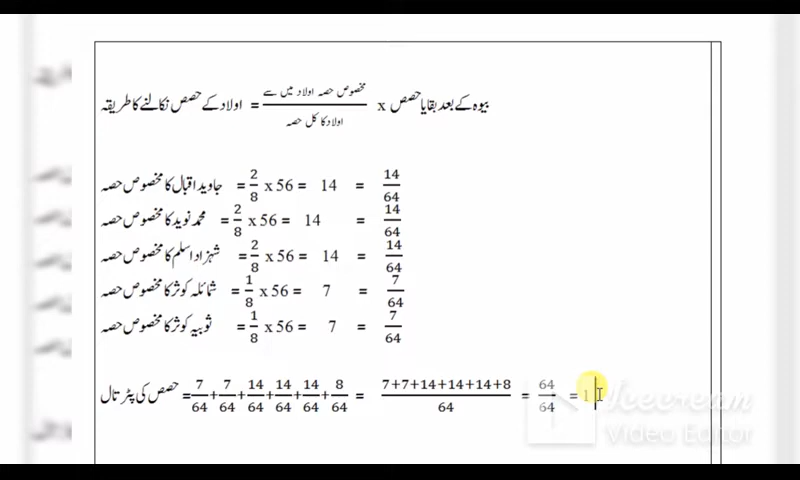 اولاد کے حصص نکالنے کا طریقہ = مخصوص حصہ اولاد میں سے / اولاد کا کل حصہ x بیوہ کے بعد بقایا حصص
جاوید اقبال کا مخصوص حصہ = 2/8 x 56 = 14 = 14/64
محمد نوید کا مخصوص حصہ = 2/8 x 56 = 14 = 14/64
شہزاد اسلم کا مخصوص حصہ = 2/8 x 56 = 14 = 14/64
شمائلہ کوثر کا مخصوص حصہ = 1/8 x 56 = 7 = 7/64
ثوبیہ کوثر کا مخصوص حصہ = 1/8 x 56 = 7 = 7/64
حصص کی پڑتال = 7/64 + 7/64 + 14/64 + 14/64 + 14/64 + 8/64 = 7+7+14+14+14+8 / 64 = 64/64 = 1
Icecream
Video Editor